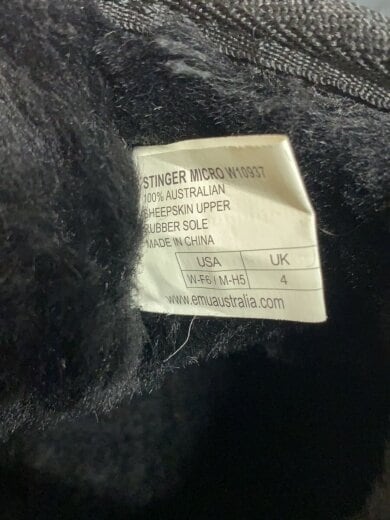 STINGER MICRO W10937
100% AUSTRALIAN
SHEEPSKIN UPPER
RUBBER SOLE
MADE IN CHINA
USA UK
W-F6 / M-H5 4
www.emuaustralia.com